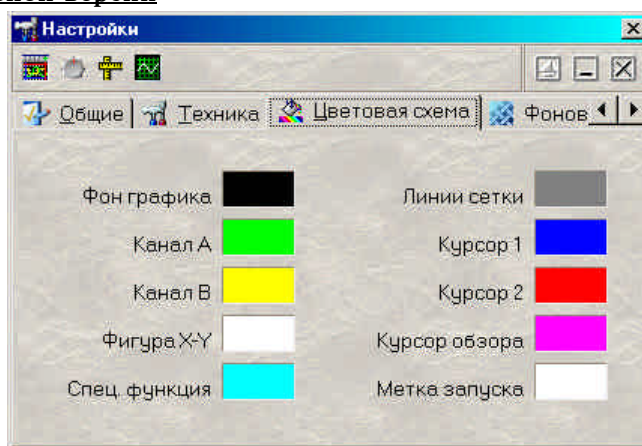 Настройки
Общие Техника Цветовая схема Фонов
Фон графика Линии сетки
Канал A Курсор 1
Канал B Курсор 2
Фигура X-Y Курсор обзора
Спец. функция Метка запуска